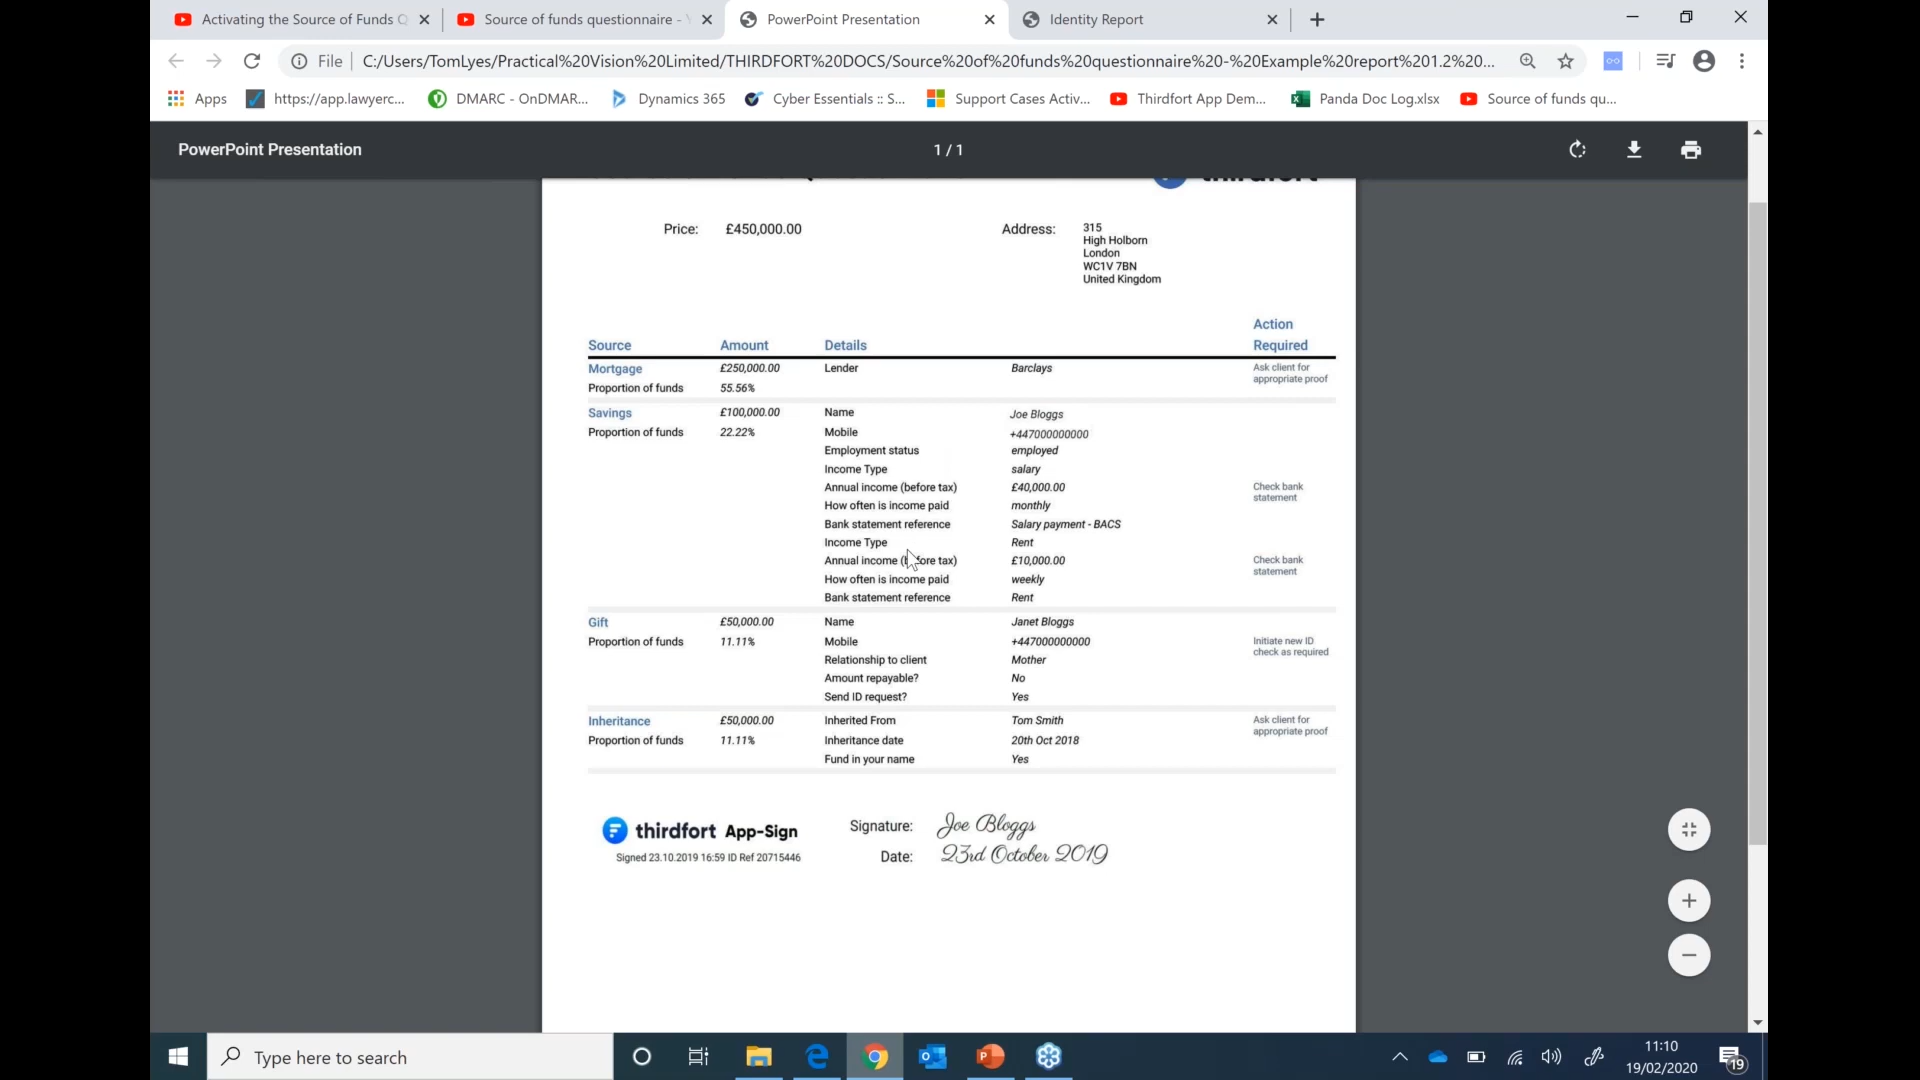 Activating the Source of Funds Q
Source of funds questionnaire -
PowerPoint Presentation
Identity Report
File
C:/Users/TomLyes/Practical%20Vision%20Limited/THIRDFORT%20DOCS/Source%20of%20funds%20questionnaire%20-%20Example%20report%201.2%20...
Apps
https://app.lawyerc...
DMARC - OnDMAR...
Dynamics 365
Cyber Essentials :: S...
Support Cases Activ...
Thirdfort App Dem...
Panda Doc Log.xlsx
Source of funds qu...
PowerPoint Presentation
1 / 1
Price: £450,000.00
Address: 315
High Holborn
London
WC1V 7BN
United Kingdom
Action
Source Amount Details Required
Mortgage £250,000.00 Lender Barclays Ask client for
appropriate proof
Proportion of funds 55.56%
Savings £100,000.00 Name Joe Bloggs
Proportion of funds 22.22% Mobile +447000000000
Employment status employed
Income Type salary
Annual income (before tax) £40,000.00 Check bank
statement
How often is income paid monthly
Bank statement reference Salary payment - BACS
Income Type Rent
Annual income (before tax) £10,000.00 Check bank
statement
How often is income paid weekly
Bank statement reference Rent
Gift £50,000.00 Name Janet Bloggs
Proportion of funds 11.11% Mobile +447000000000 Initiate new ID
check as required
Relationship to client Mother
Amount repayable? No
Send ID request? Yes
Inheritance £50,000.00 Inherited From Tom Smith Ask client for
appropriate proof
Proportion of funds 11.11% Inheritance date 20th Oct 2018
Fund in your name Yes
thirdfort App-Sign
Signed 23.10.2019 16:59 ID Ref 20715446
Signature: Joe Bloggs
Date: 23rd October 2019
Type here to search
11:10
19/02/2020
19